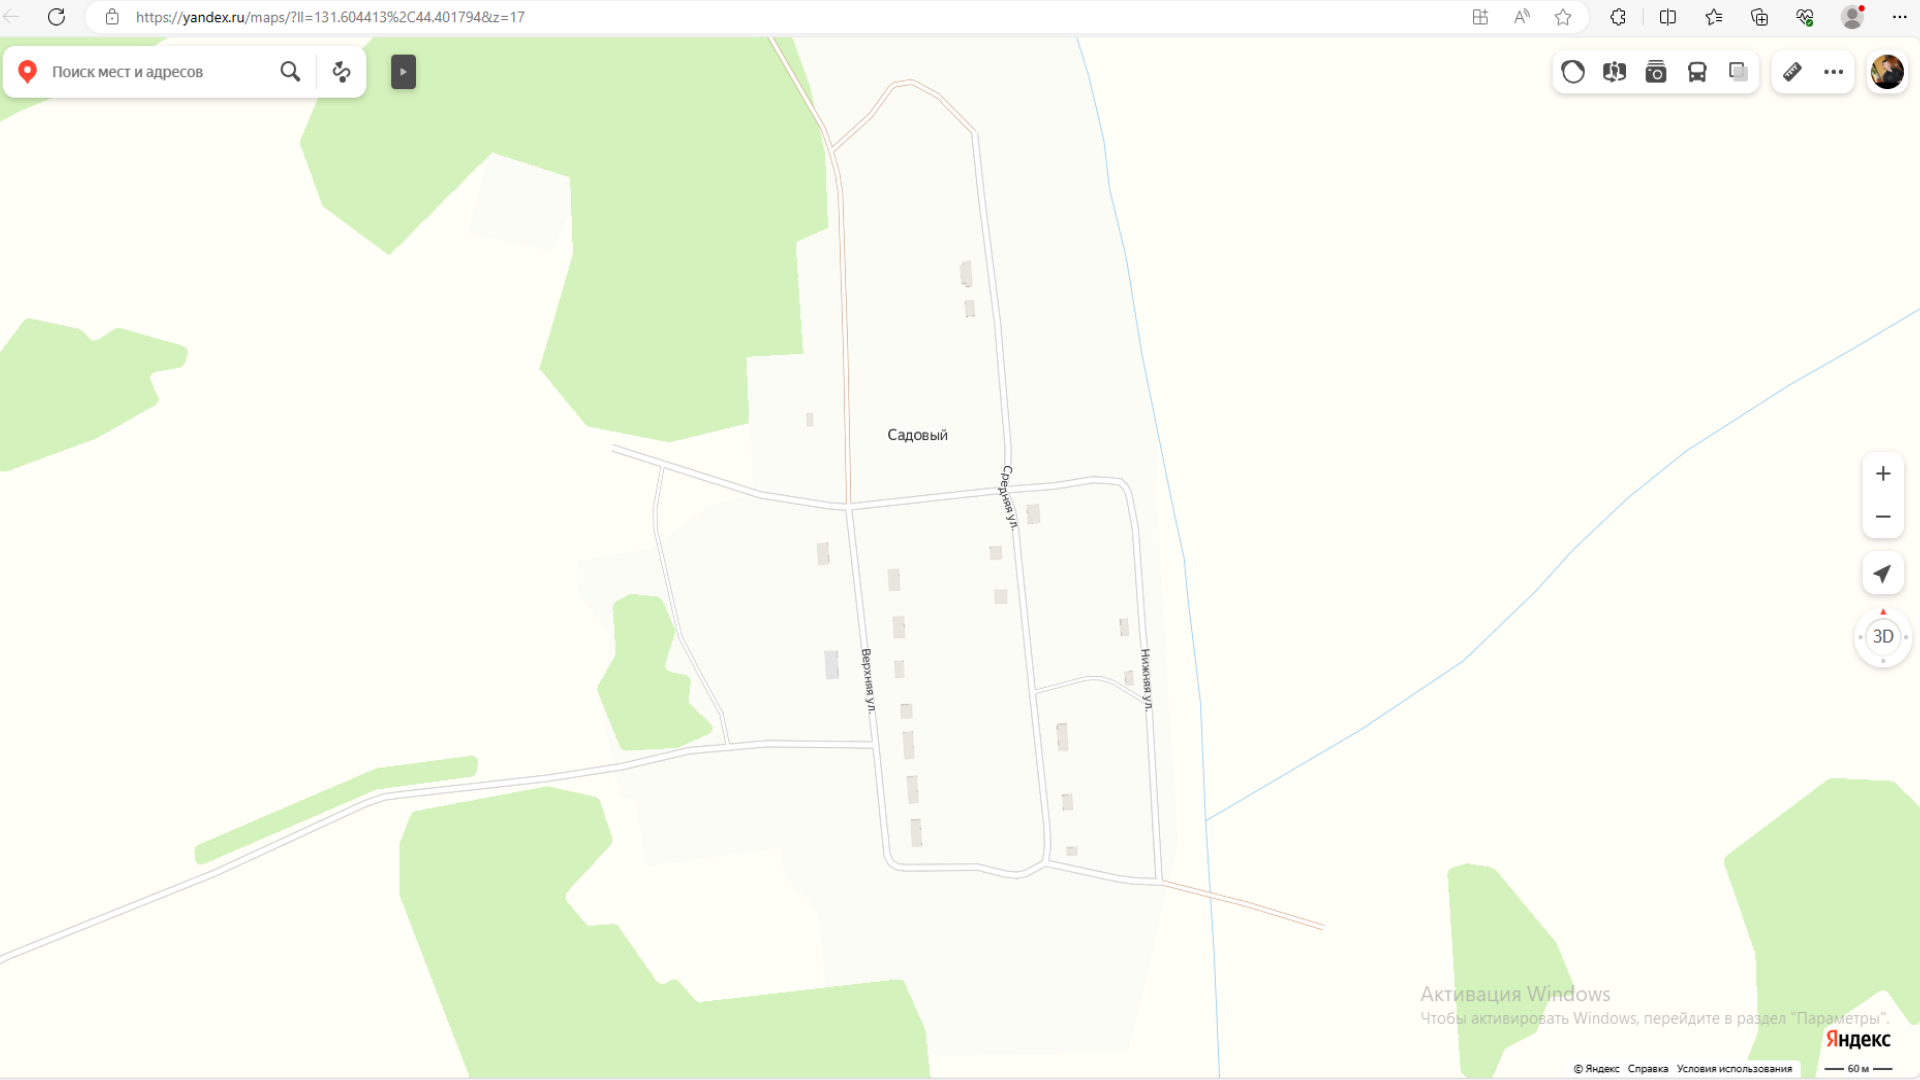 https://yandex.ru/maps/?ll=131.604413%2C44.401794&z=17
Поиск мест и адресов
Садовый
Средняя ул.
Верхняя ул.
Нижняя ул.
3D
Активация Windows
Чтобы активировать Windows, перейдите в раздел "Параметры".
Яндекс
© Яндекс Справка Условия использования 60 м